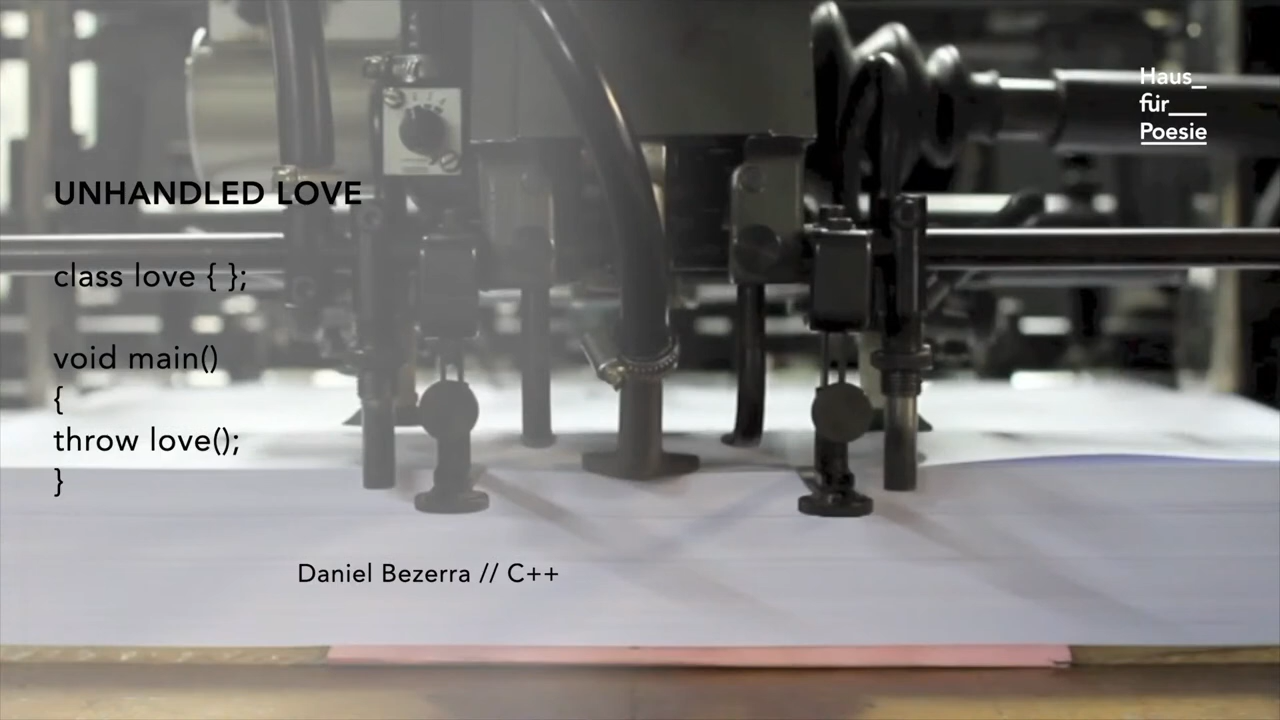 Haus_
für___
Poesie
UNHANDLED LOVE
class love { };
void main()
{
throw love();
}
Daniel Bezerra // C++